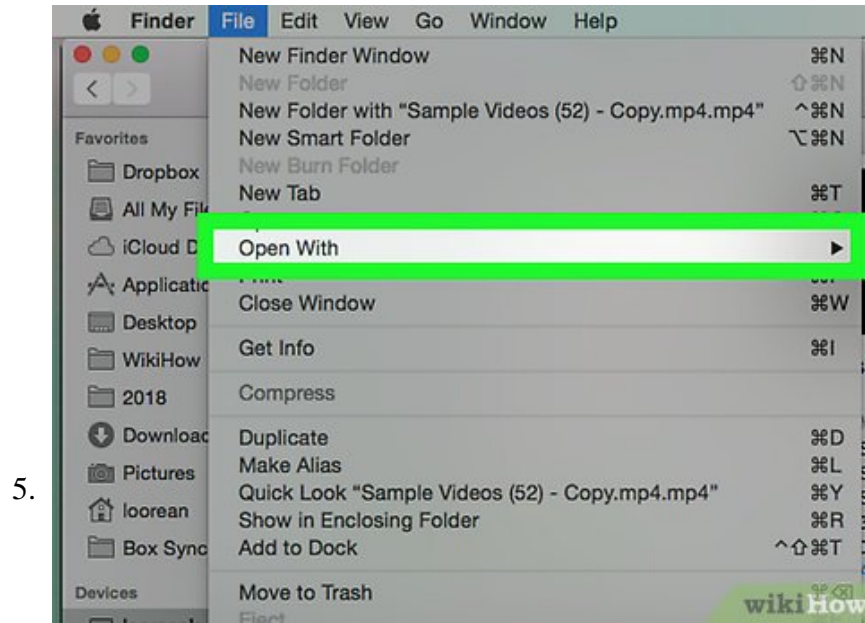 Finder File Edit View Go Window Help
New Finder Window ⌘N
New Folder ⇧⌘N
New Folder with “Sample Videos (52) - Copy.mp4.mp4” ^⌘N
Favorites
New Smart Folder ⌥⌘N
Dropbox
New Burn Folder
New Tab ⌘T
All My File
iCloud D
Open With ▶
Applicatio
Close Window ⌘W
Desktop
WikiHow
Get Info ⌘I
2018
Compress
Downloac
Duplicate ⌘D
Make Alias ⌘L
Pictures
5.
Quick Look “Sample Videos (52) - Copy.mp4.mp4” ⌘Y
loorean
Show in Enclosing Folder ⌘R
Box Sync
Add to Dock ^⇧⌘T
Devices
Move to Trash ⌘⌫
wikiHow